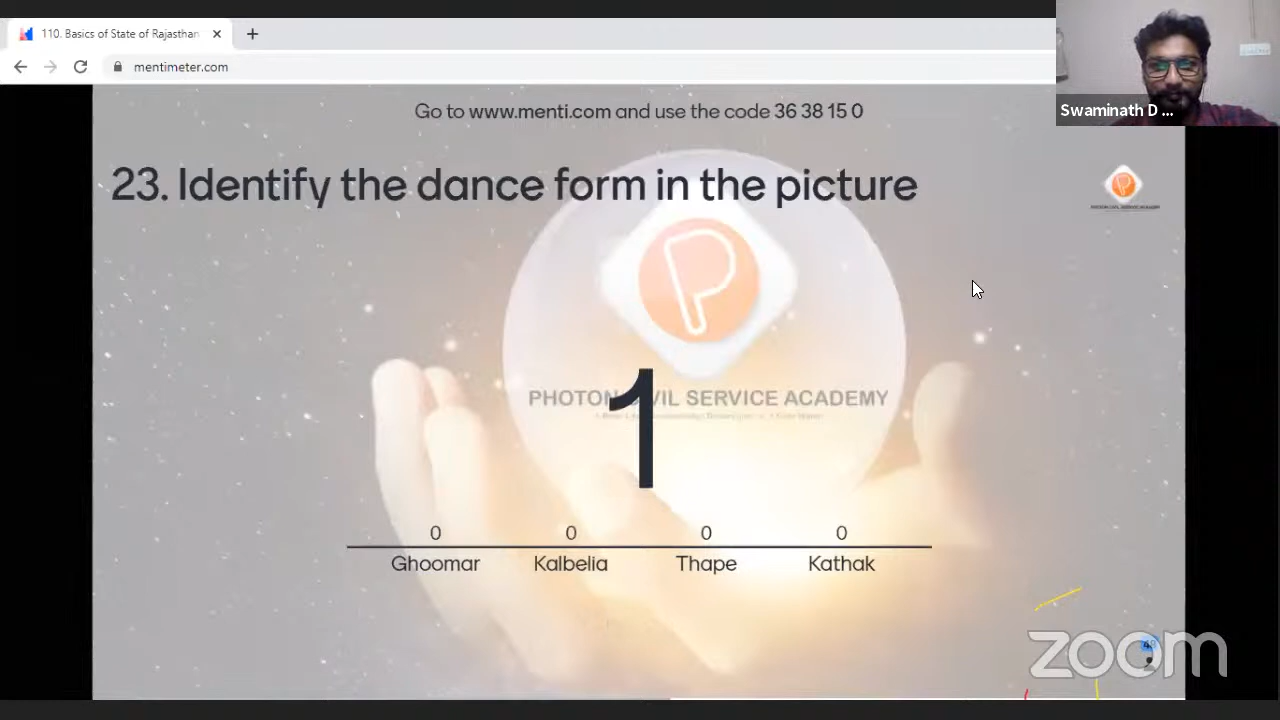 110. Basics of State of Rajasthan
mentimeter.com
Swaminath D ...
Go to www.menti.com and use the code 36 38 15 0
23. Identify the dance form in the picture
P
P
PHOTON CIVIL SERVICE ACADEMY
1
0 0 0 0
Ghoomar Kalbelia Thape Kathak
zoom